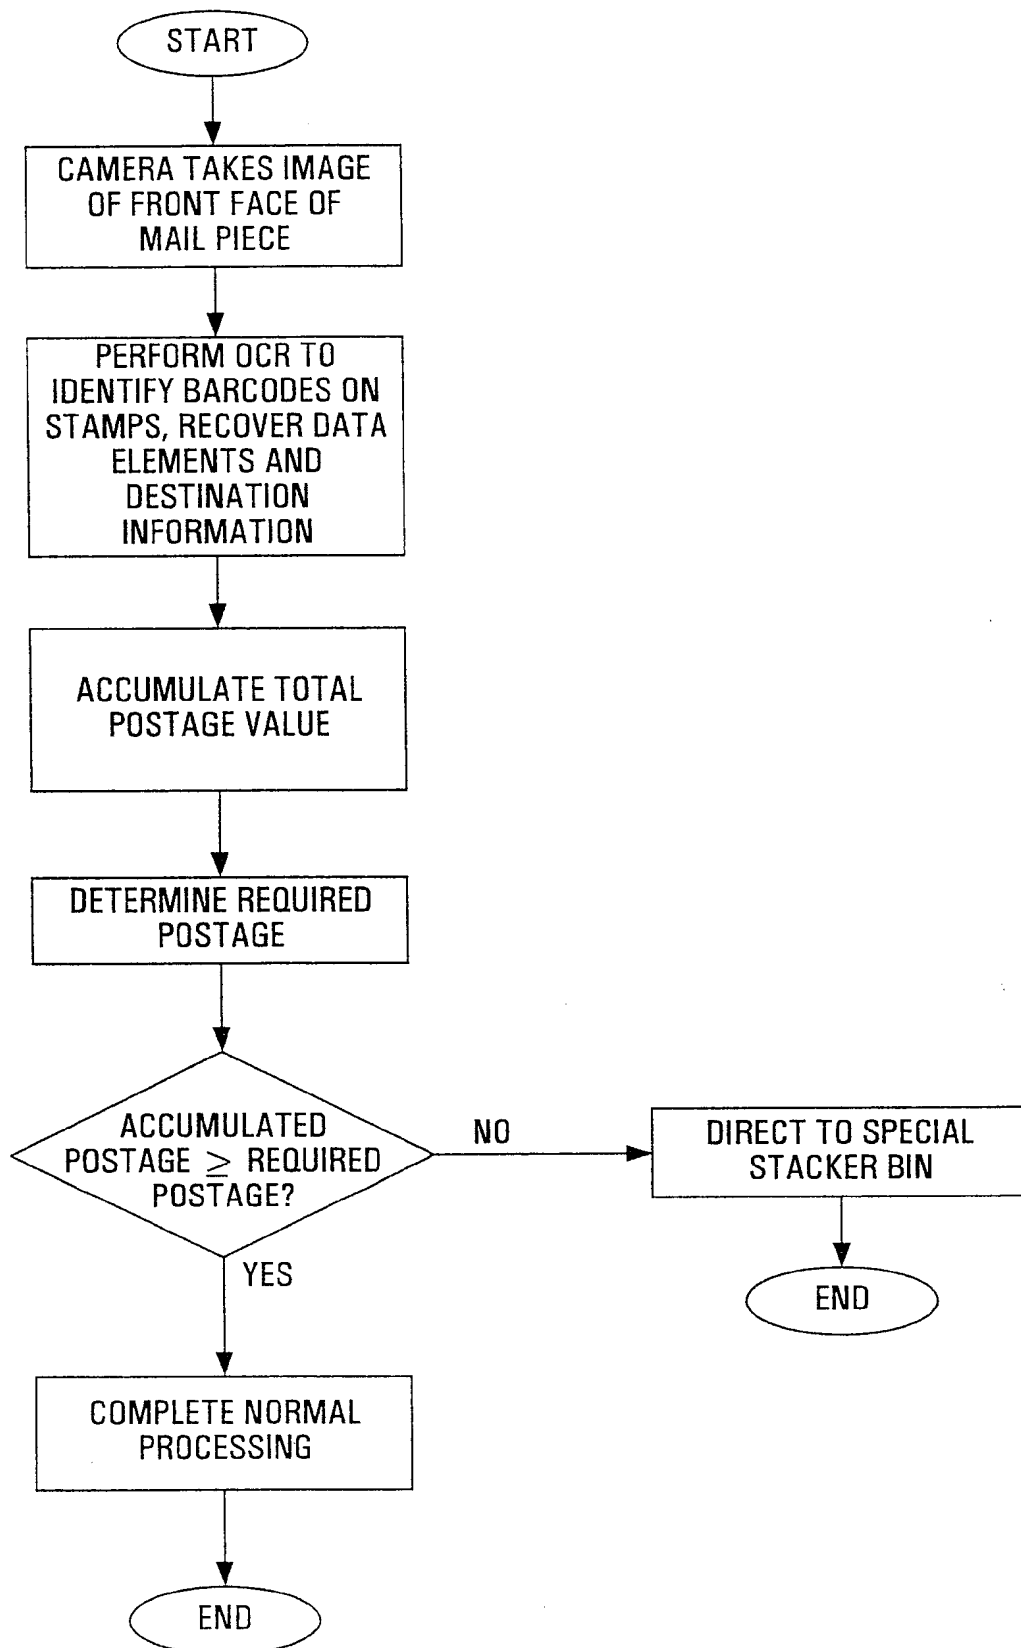 START
CAMERA TAKES IMAGE
OF FRONT FACE OF
MAIL PIECE
PERFORM OCR TO
IDENTIFY BARCODES ON
STAMPS, RECOVER DATA
ELEMENTS AND
DESTINATION
INFORMATION
ACCUMULATE TOTAL
POSTAGE VALUE
DETERMINE REQUIRED
POSTAGE
ACCUMULATED
POSTAGE ≥ REQUIRED
POSTAGE?
NO
DIRECT TO SPECIAL
STACKER BIN
END
YES
COMPLETE NORMAL
PROCESSING
END